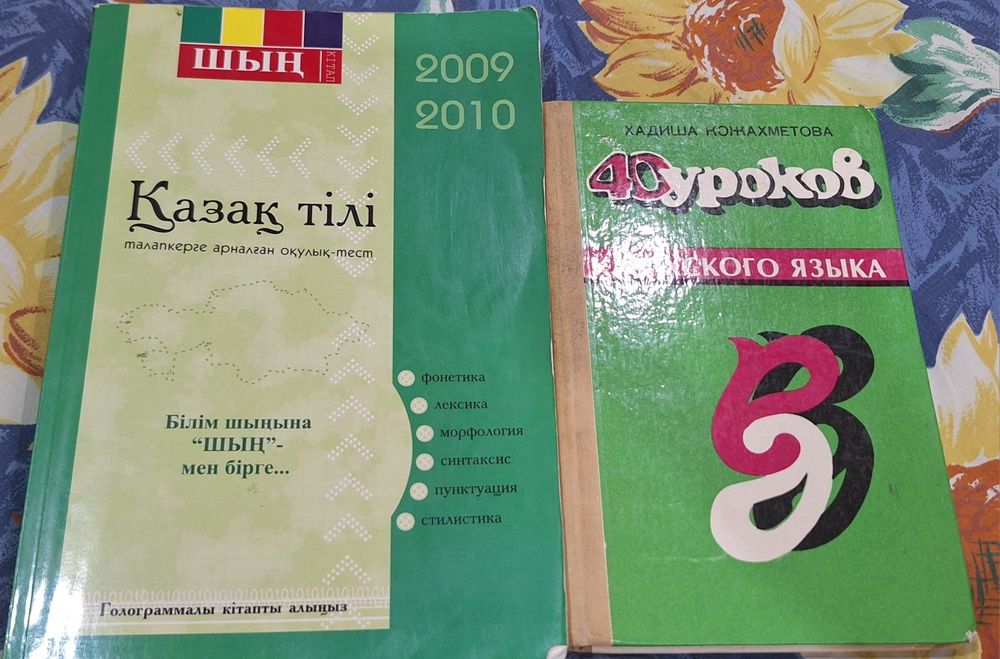 ШЫҢ
КІТАП
2009
2010
Қазақ тілі
талапкерге арналған оқулық-тест
фонетика
лексика
морфология
синтаксис
пунктуация
стилистика
Білім шыңына
“ШЫҢ”-
мен бірге...
Голограммалы кітапты алыңыз
ХАДИША КОЖАХМЕТОВА
40 уроков
ЯЗЫКА